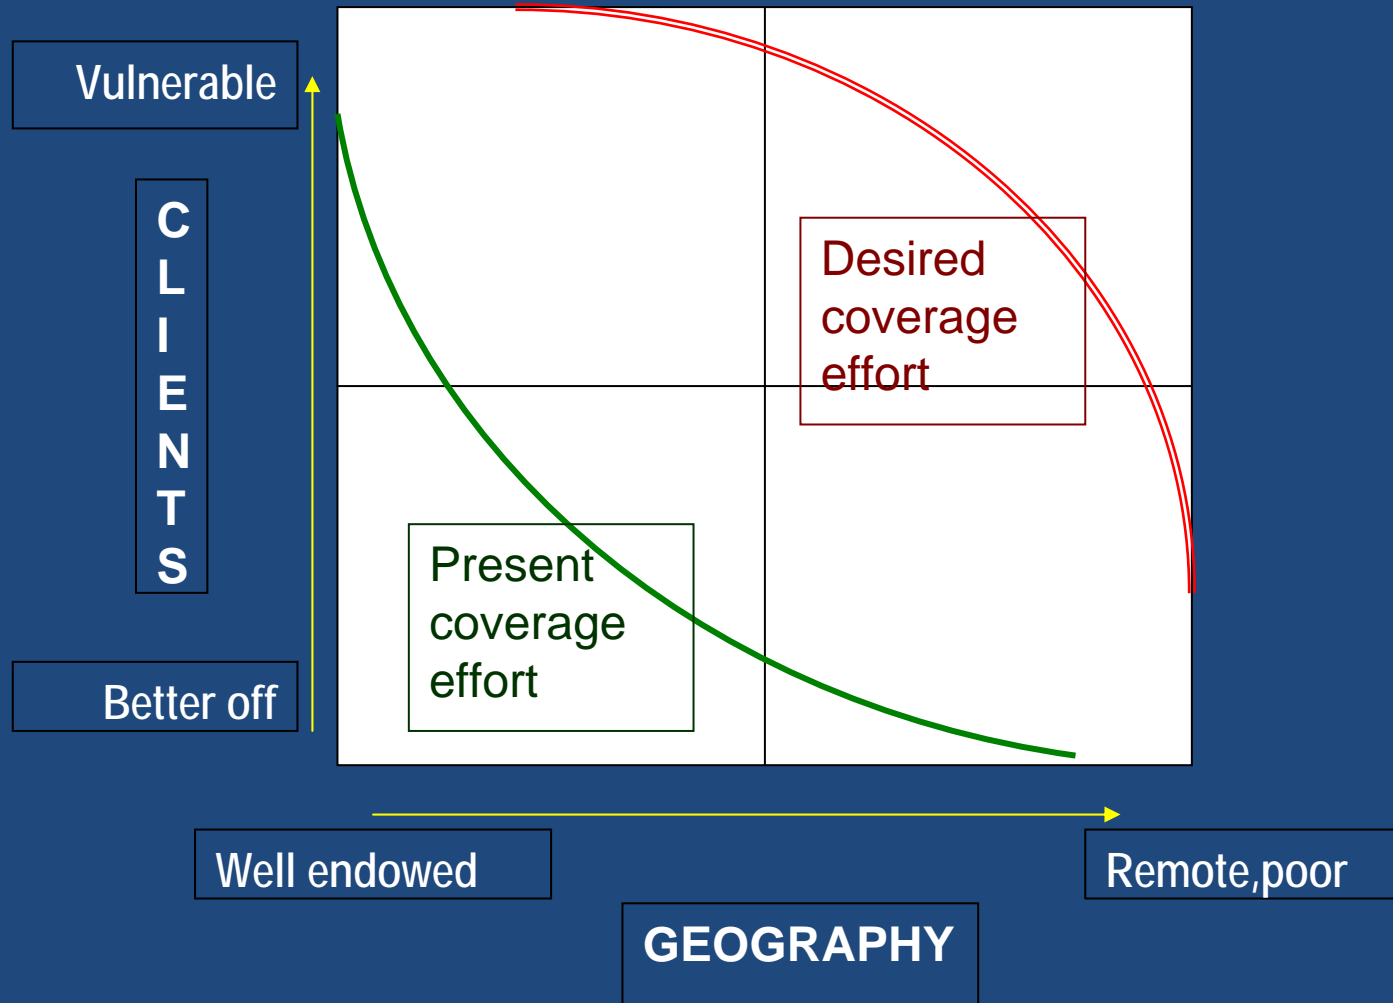 Vulnerable
C
L
I
E
N
T
S
Better off
Desired
coverage
effort
Present
coverage
effort
Well endowed
Remote,poor
GEOGRAPHY